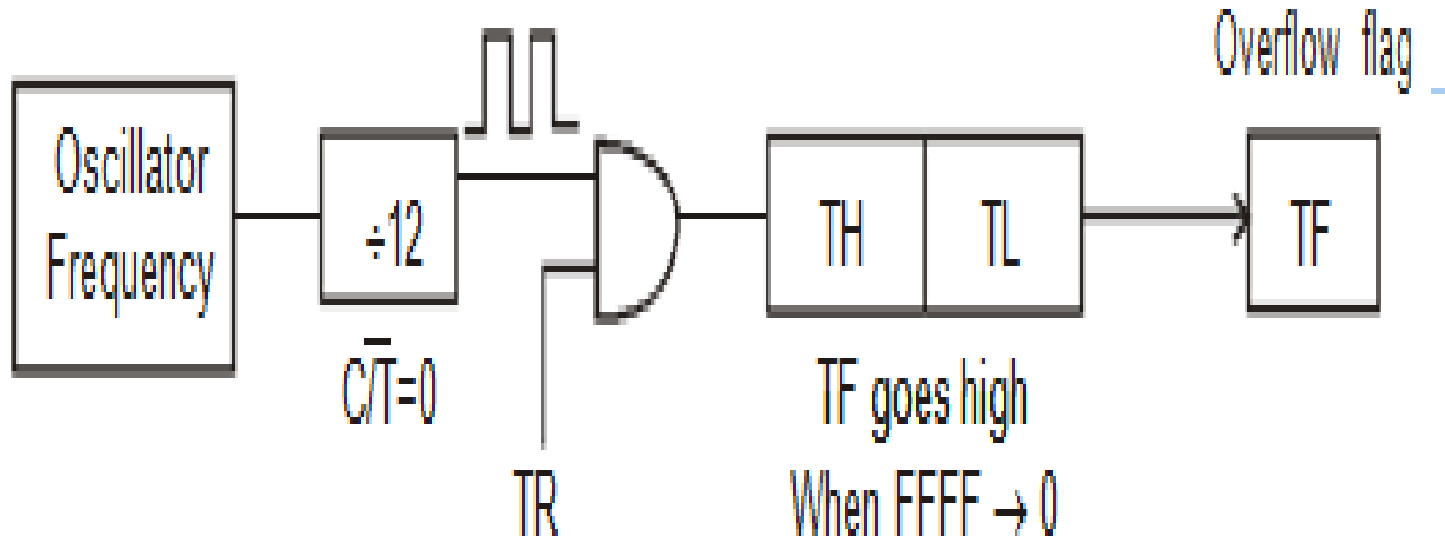 Overflow flag
Oscillator
Frequency
÷12
TH
TL
TF
C/T̅=0
TF goes high
When FFFF → 0
TR